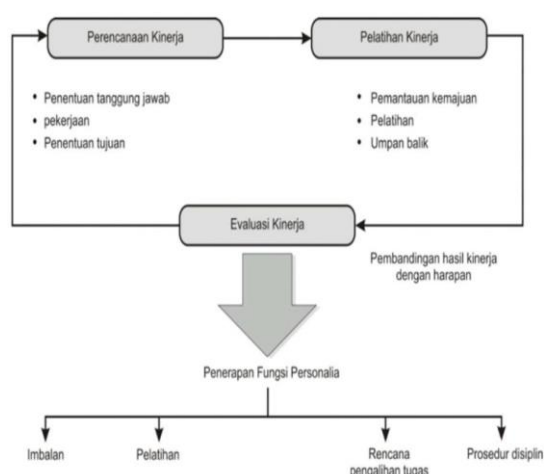 Perencanaan Kinerja
Pelatihan Kinerja
• Penentuan tanggung jawab
• pekerjaan
• Penentuan tujuan
• Pemantauan kemajuan
• Pelatihan
• Umpan balik
Evaluasi Kinerja
Pembandingan hasil kinerja
dengan harapan
Penerapan Fungsi Personalia
Imbalan
Pelatihan
Rencana
pengalihan tugas
Prosedur disiplin